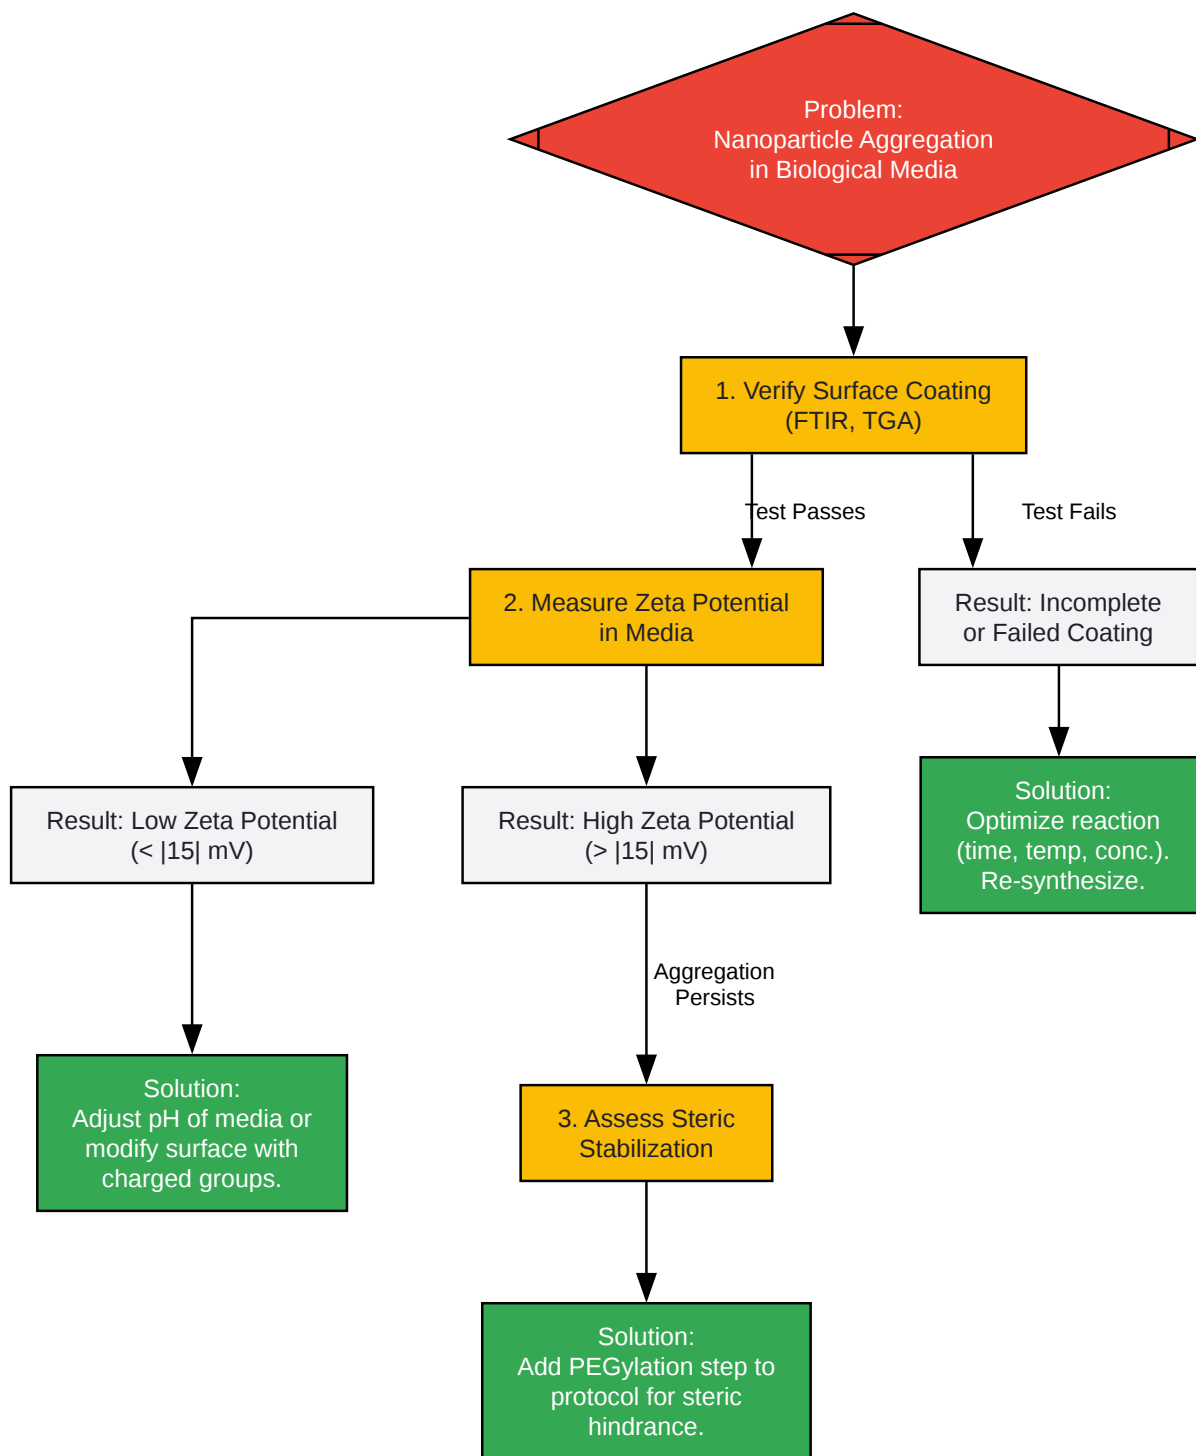 Problem:
Nanoparticle Aggregation
in Biological Media
1. Verify Surface Coating
(FTIR, TGA)
Test Passes
Test Fails
2. Measure Zeta Potential
in Media
Result: Incomplete
or Failed Coating
Result: Low Zeta Potential
(< |15| mV)
Result: High Zeta Potential
(> |15| mV)
Solution:
Optimize reaction
(time, temp, conc.).
Re-synthesize.
Aggregation
Persists
Solution:
Adjust pH of media or
modify surface with
charged groups.
3. Assess Steric
Stabilization
Solution:
Add PEGylation step to
protocol for steric
hindrance.